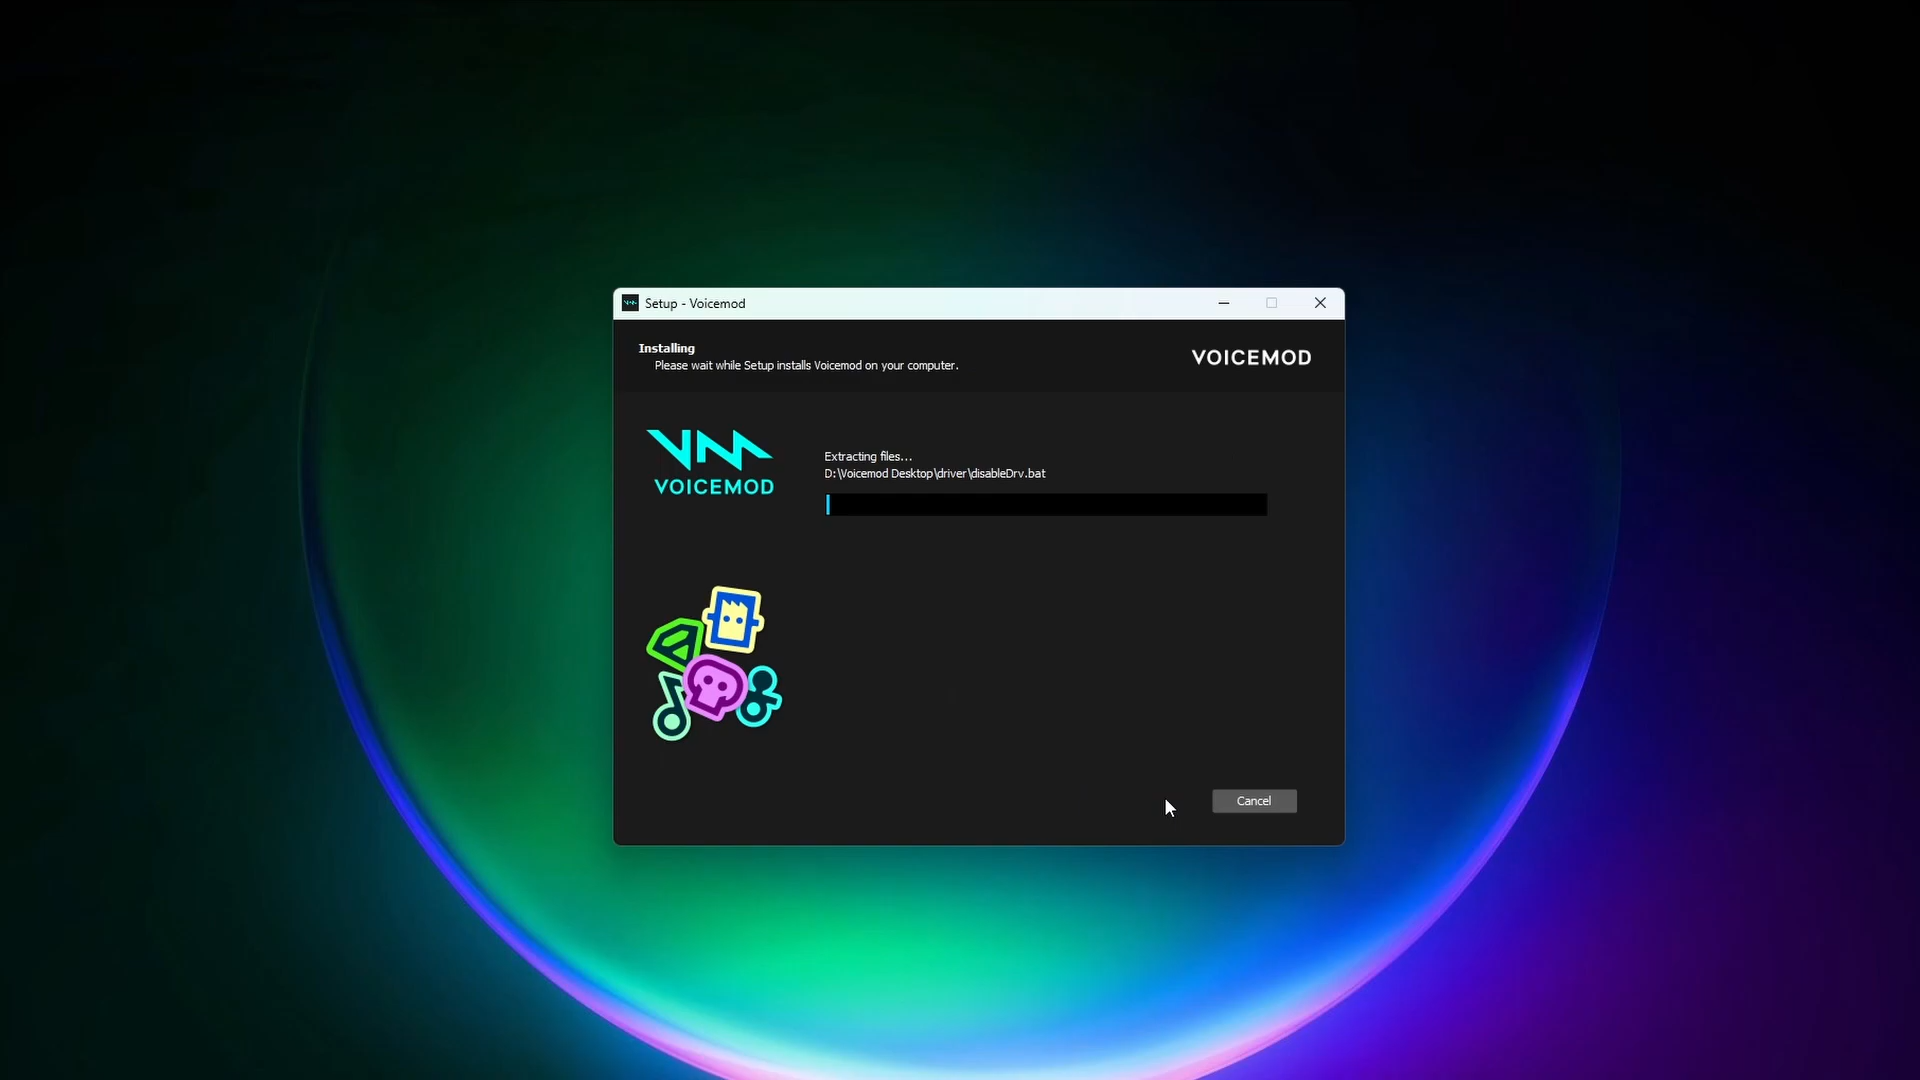 Setup - Voicemod
Installing
Please wait while Setup installs Voicemod on your computer.
VOICEMOD
VOICEMOD
Extracting files...
D:\Voicemod Desktop\driver\disableDrv.bat
Cancel